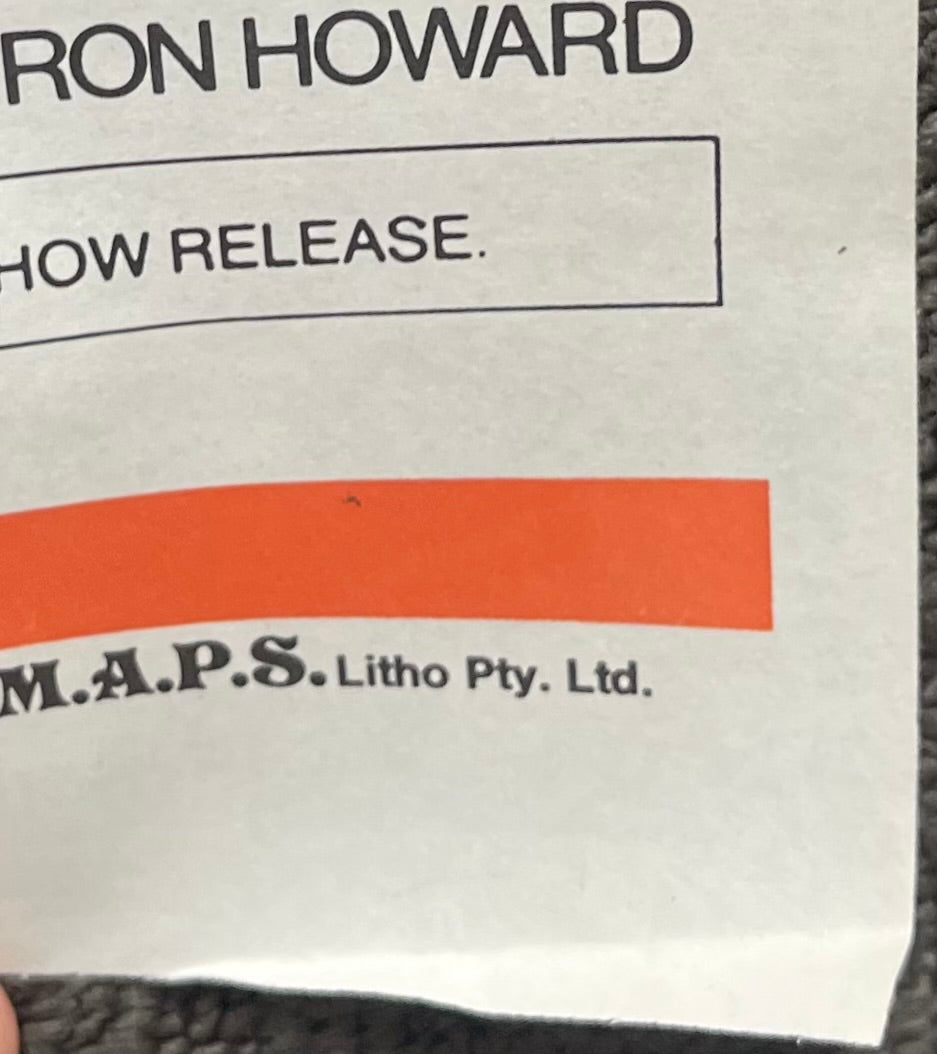 RON HOWARD
HOW RELEASE.
M.A.P.S. Litho Pty. Ltd.